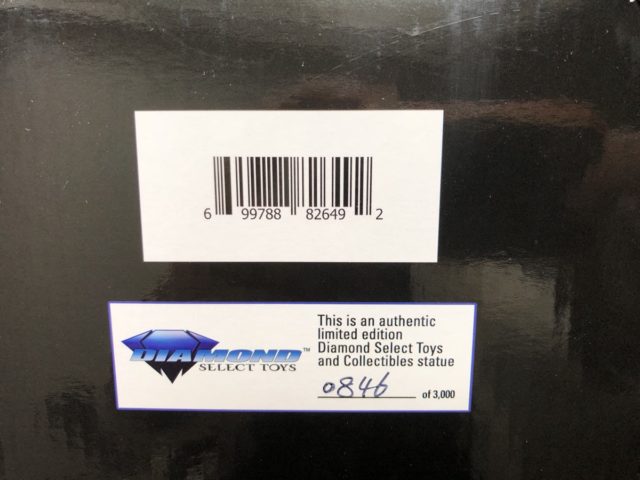 6 99788 82649 2
DIAMOND™
SELECT TOYS
This is an authentic
limited edition
Diamond Select Toys
and Collectibles statue
0846 of 3,000